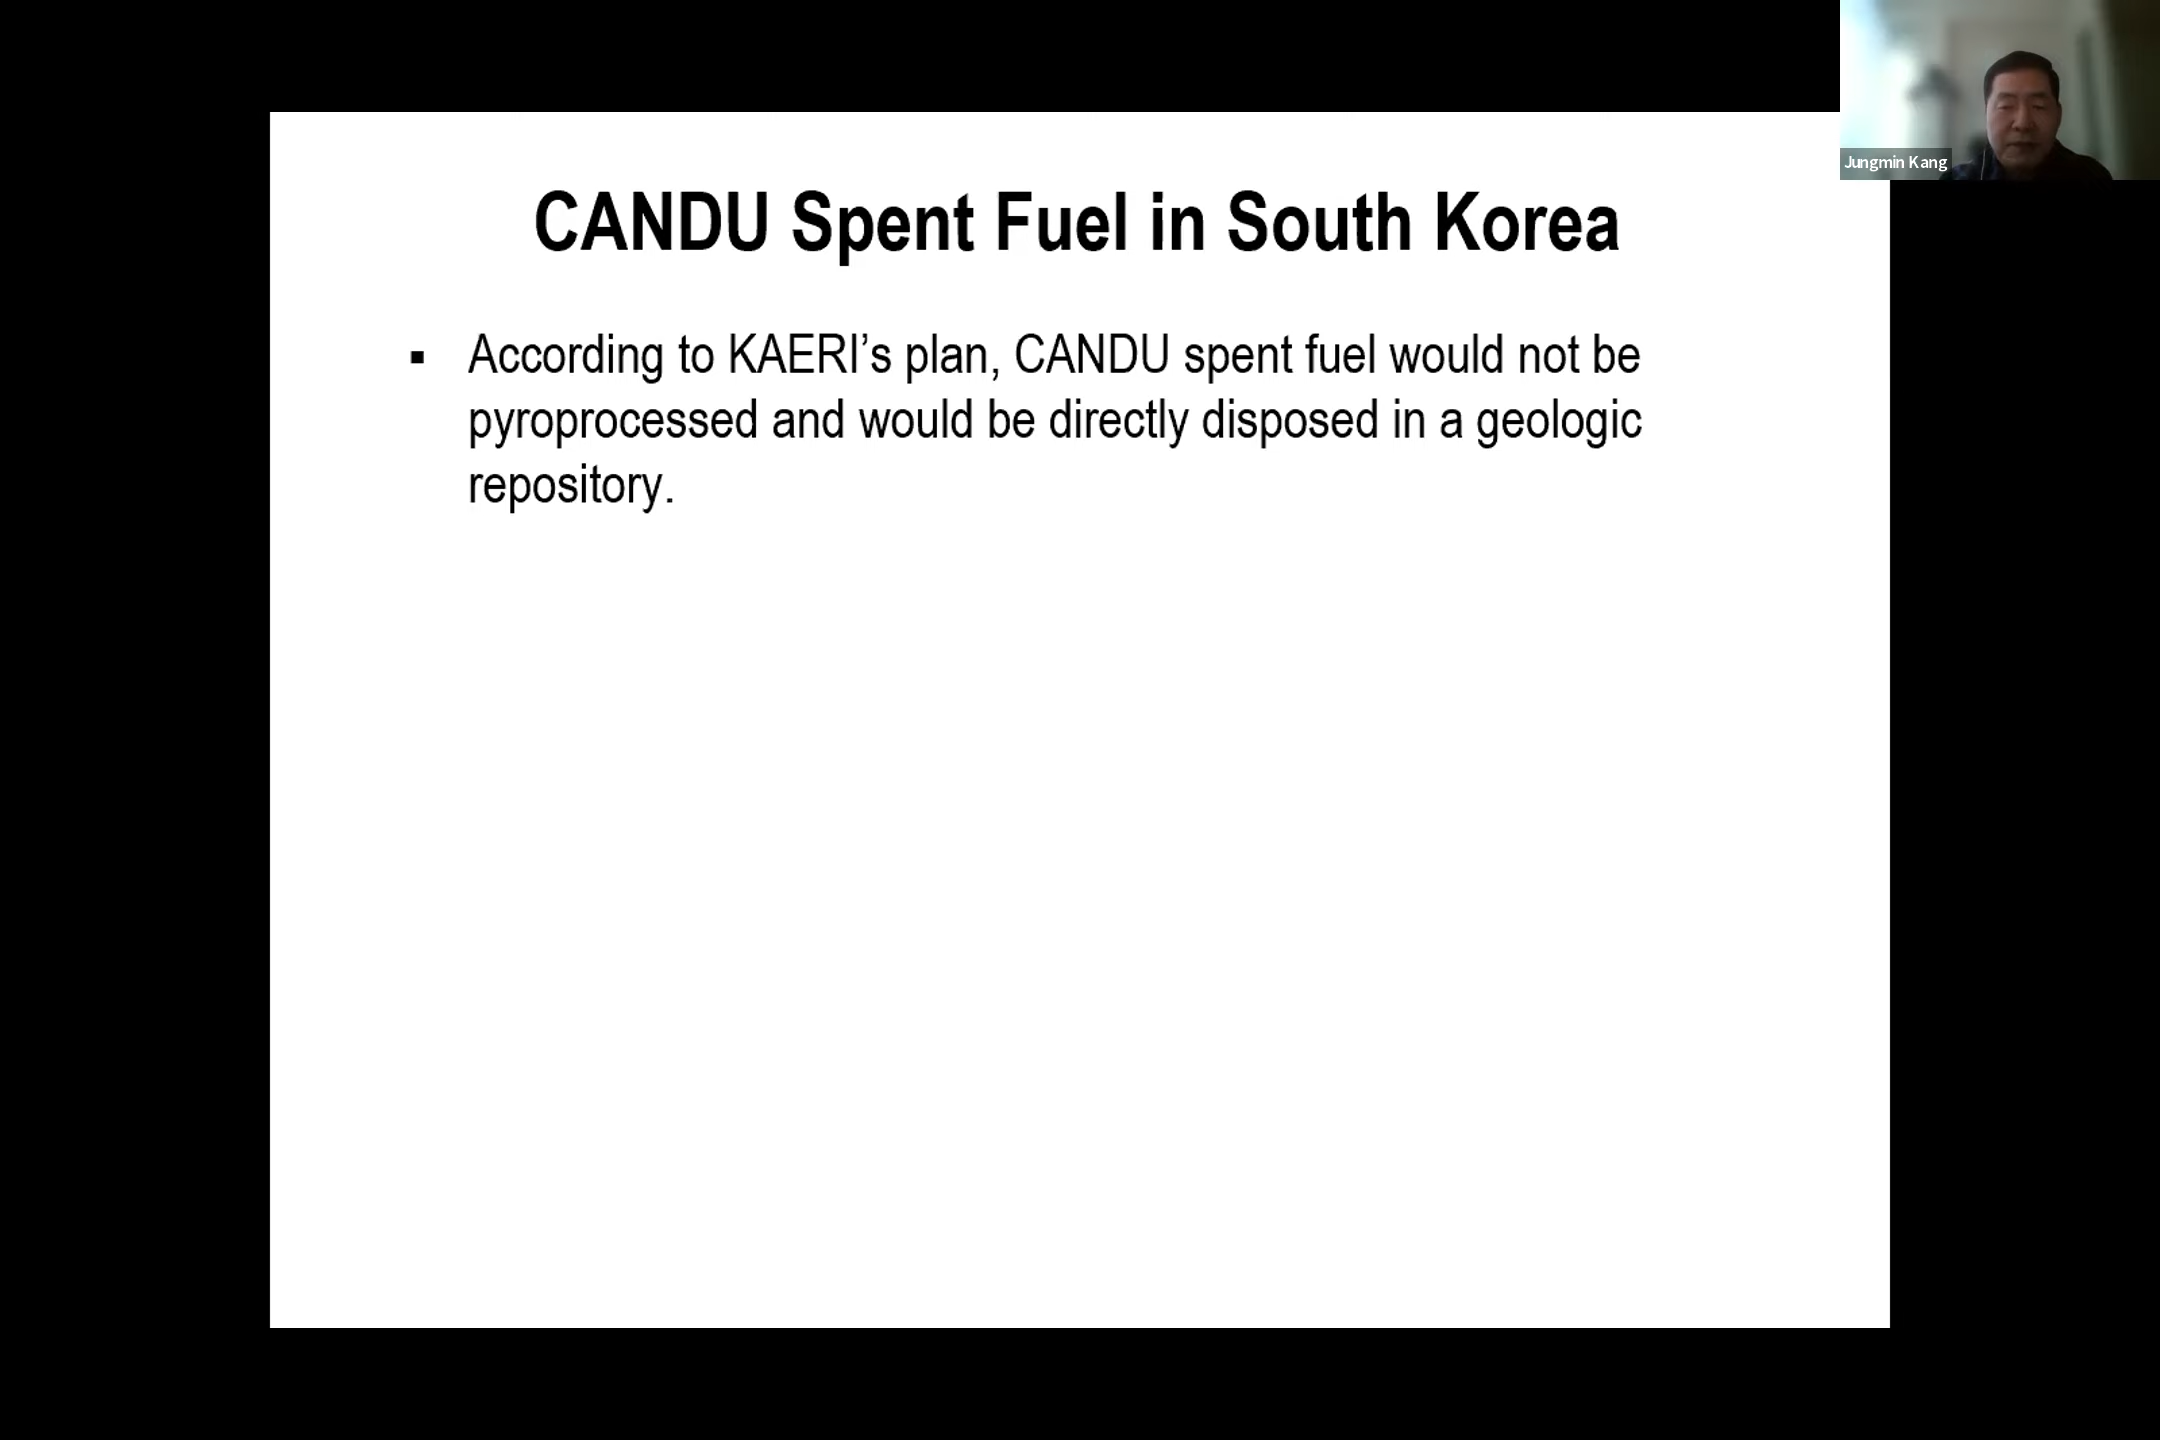 CANDU Spent Fuel in South Korea
▪ According to KAERI’s plan, CANDU spent fuel would not be
pyroprocessed and would be directly disposed in a geologic
repository.
Jungmin Kang